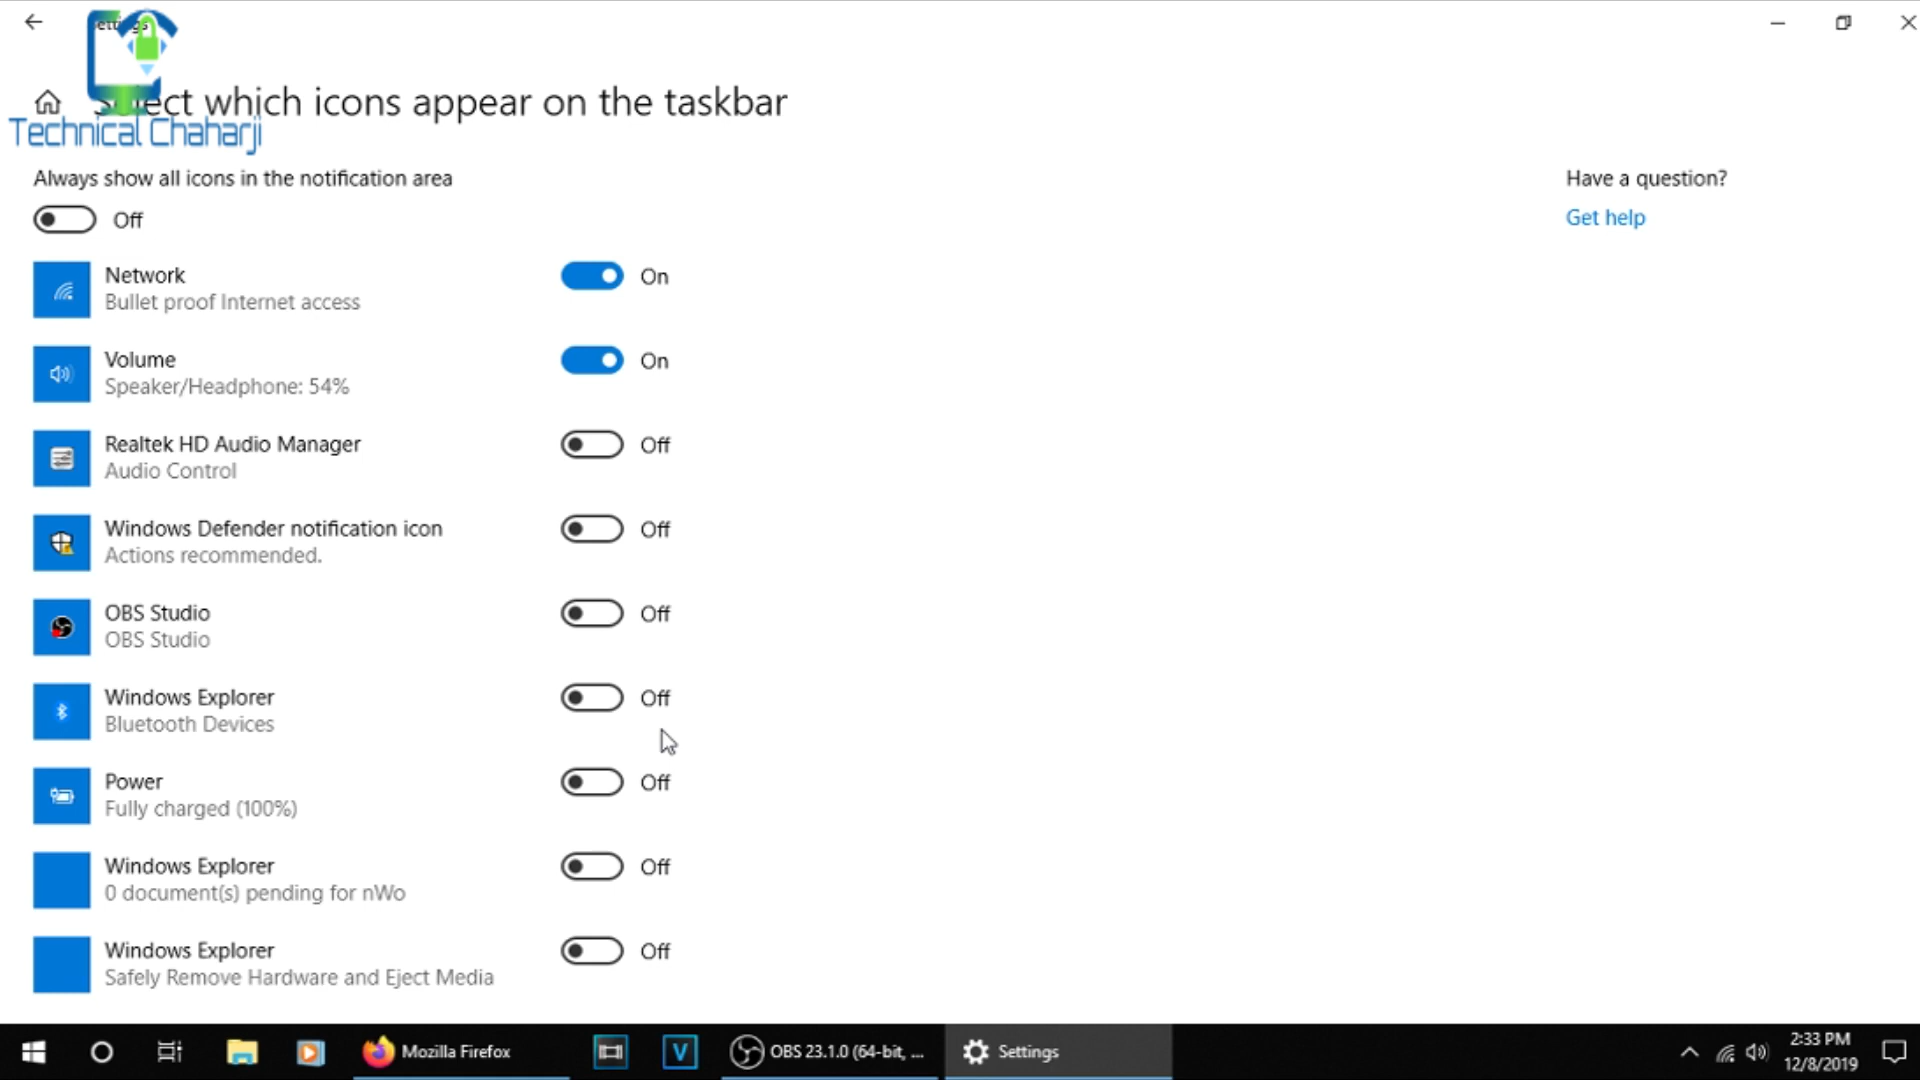 Settings
Select which icons appear on the taskbar
Technical Chaharji
Always show all icons in the notification area
Off
Have a question?
Get help
Network
Bullet proof Internet access
On
Volume
Speaker/Headphone: 54%
On
Realtek HD Audio Manager
Audio Control
Off
Windows Defender notification icon
Actions recommended.
Off
OBS Studio
OBS Studio
Off
Windows Explorer
Bluetooth Devices
Off
Power
Fully charged (100%)
Off
Windows Explorer
0 document(s) pending for nWo
Off
Windows Explorer
Safely Remove Hardware and Eject Media
Off
Mozilla Firefox
V
OBS 23.1.0 (64-bit, ...
Settings
2:33 PM
12/8/2019